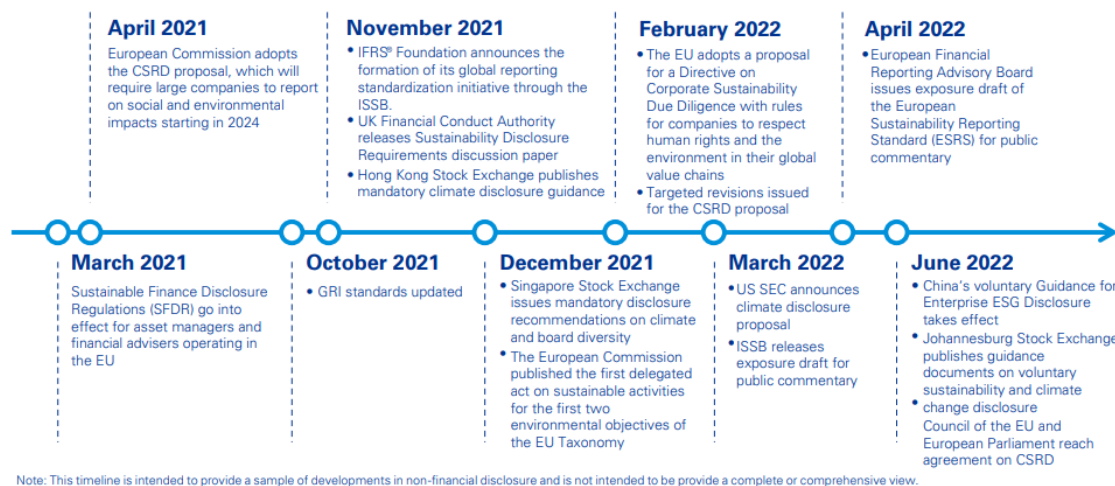 April 2021
European Commission adopts
the CSRD proposal, which will
require large companies to report
on social and environmental
impacts starting in 2024
November 2021
• IFRS® Foundation announces the
formation of its global reporting
standardization initiative through the
ISSB.
• UK Financial Conduct Authority
releases Sustainability Disclosure
Requirements discussion paper
• Hong Kong Stock Exchange publishes
mandatory climate disclosure guidance
February 2022
• The EU adopts a proposal
for a Directive on
Corporate Sustainability
Due Diligence with rules
for companies to respect
human rights and the
environment in their global
value chains
• Targeted revisions issued
for the CSRD proposal
April 2022
• European Financial
Reporting Advisory Board
issues exposure draft of
the European
Sustainability Reporting
Standard (ESRS) for public
commentary
March 2021
Sustainable Finance Disclosure
Regulations (SFDR) go into
effect for asset managers and
financial advisers operating in
the EU
October 2021
• GRI standards updated
December 2021
• Singapore Stock Exchange
issues mandatory disclosure
recommendations on climate
and board diversity
• The European Commission
published the first delegated
act on sustainable activities
for the first two
environmental objectives of
the EU Taxonomy
March 2022
• US SEC announces
climate disclosure
proposal
• ISSB releases
exposure draft for
public commentary
June 2022
• China's voluntary Guidance for
Enterprise ESG Disclosure
takes effect
• Johannesburg Stock Exchange
publishes guidance
documents on voluntary
sustainability and climate
• change disclosure
Council of the EU and
European Parliament reach
agreement on CSRD
Note: This timeline is intended to provide a sample of developments in non-financial disclosure and is not intended to be provide a complete or comprehensive view.